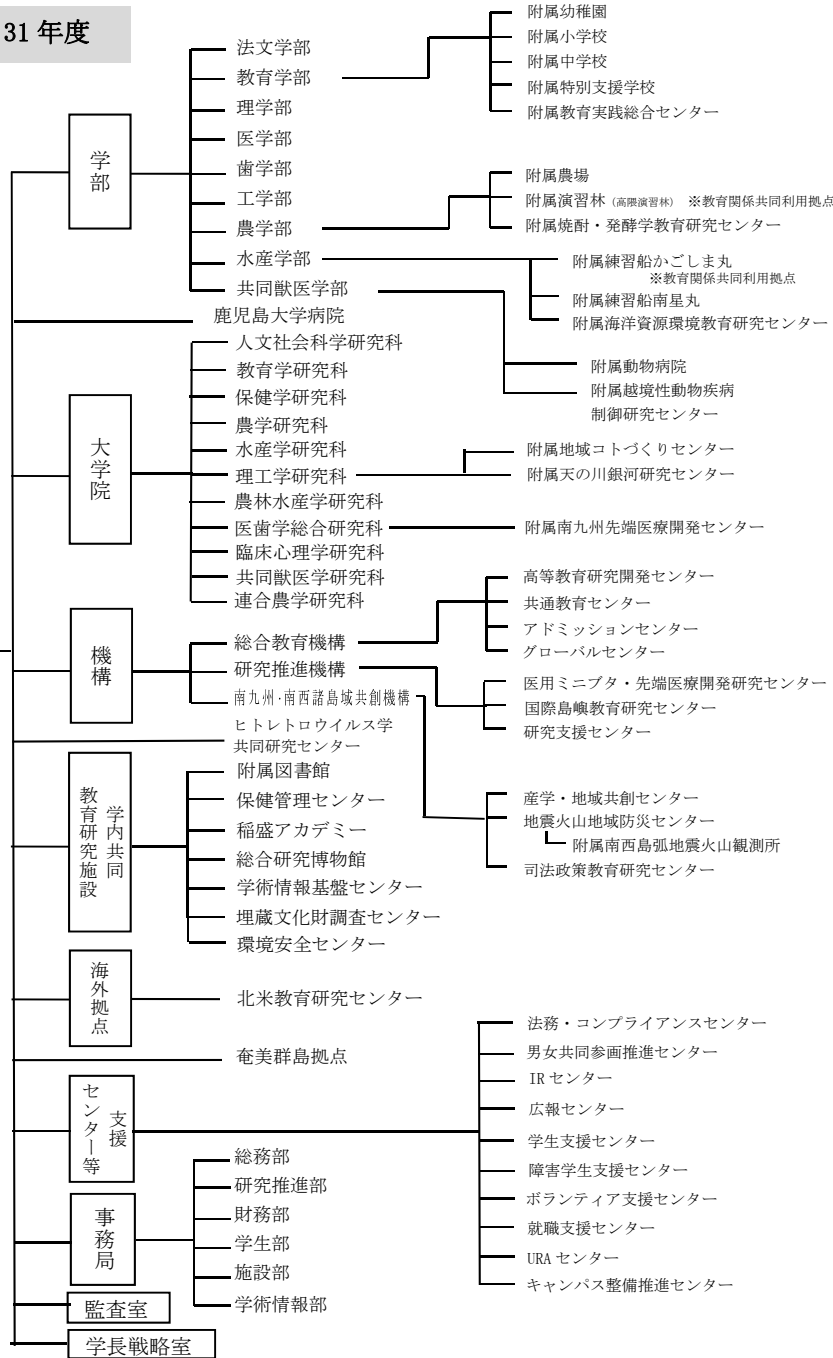 31 年度
学部
法文学部
教育学部
附属幼稚園
附属小学校
附属中学校
附属特別支援学校
附属教育実践総合センター
理学部
医学部
歯学部
工学部
農学部
附属農場
附属演習林 (高隈演習林) ※教育関係共同利用拠点
附属焼酎・発酵学教育研究センター
水産学部
附属練習船かごしま丸
※教育関係共同利用拠点
附属練習船南星丸
附属海洋資源環境教育研究センター
共同獣医学部
附属動物病院
附属越境性動物疾病
制御研究センター
鹿児島大学病院
大学院
人文社会科学研究科
教育学研究科
保健学研究科
農学研究科
水産学研究科
理工学研究科
附属地域コトづくりセンター
附属天の川銀河研究センター
農林水産学研究科
医歯学総合研究科
附属南九州先端医療開発センター
臨床心理学研究科
共同獣医学研究科
連合農学研究科
機構
総合教育機構
高等教育研究開発センター
共通教育センター
アドミッションセンター
グローバルセンター
研究推進機構
医用ミニブタ・先端医療開発研究センター
国際島嶼教育研究センター
研究支援センター
南九州・南西諸島域共創機構
産学・地域共創センター
地震火山地域防災センター
附属南西島弧地震火山観測所
司法政策教育研究センター
ヒトレトロウイルス学
共同研究センター
学内共同
教育研究施設
附属図書館
保健管理センター
稲盛アカデミー
総合研究博物館
学術情報基盤センター
埋蔵文化財調査センター
環境安全センター
海外拠点
北米教育研究センター
奄美群島拠点
支援
センター等
法務・コンプライアンスセンター
男女共同参画推進センター
IR センター
広報センター
学生支援センター
障害学生支援センター
ボランティア支援センター
就職支援センター
URA センター
キャンパス整備推進センター
事務局
総務部
研究推進部
財務部
学生部
施設部
学術情報部
監査室
学長戦略室